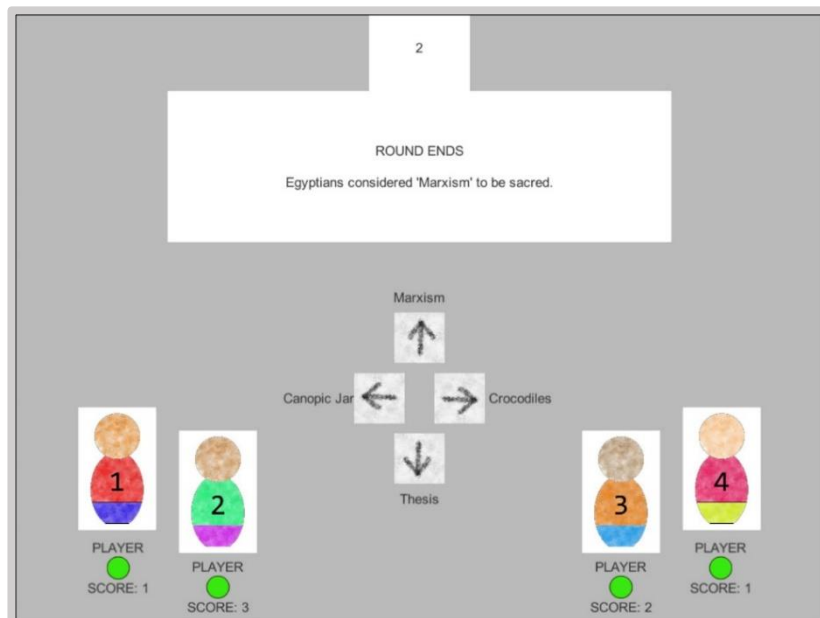 2
ROUND ENDS
Egyptians considered 'Marxism' to be sacred.
Marxism
Canopic Jar
Crocodiles
Thesis
1
PLAYER
SCORE: 1
2
PLAYER
SCORE: 3
3
PLAYER
SCORE: 2
4
PLAYER
SCORE: 1